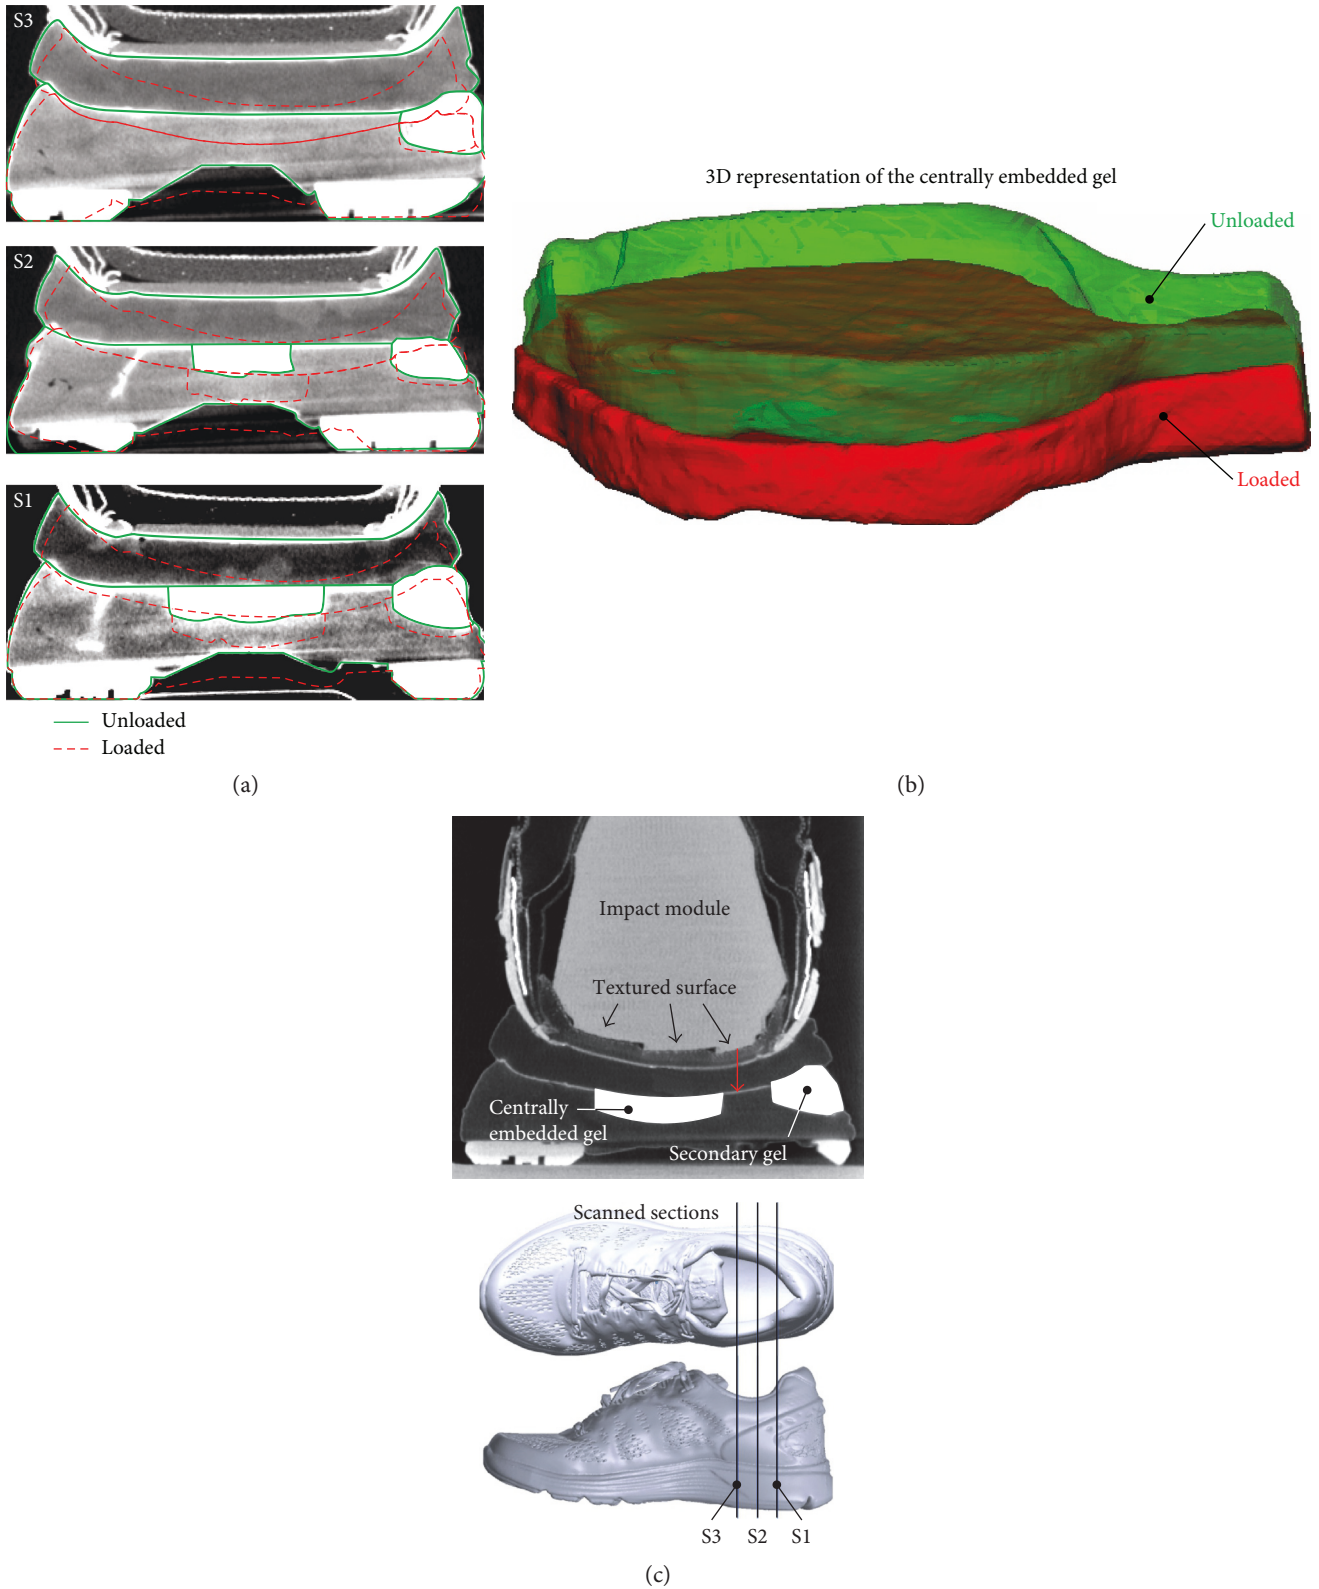 S3
S2
S1
Unloaded
Loaded
(a)
3D representation of the centrally embedded gel
Unloaded
Loaded
(b)
Impact module
Textured surface
Centrally
embedded gel
Secondary gel
Scanned sections
S3
S2
S1
(c)